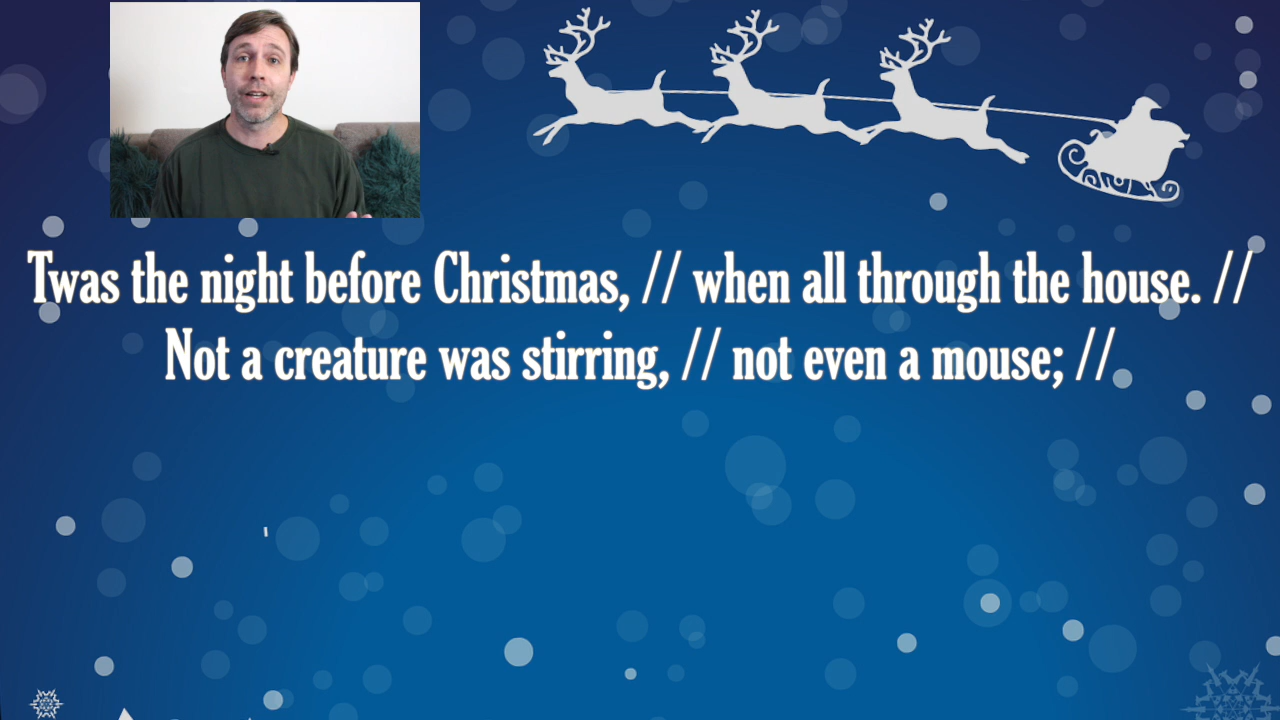 Twas the night before Christmas, // when all through the house. //
Not a creature was stirring, // not even a mouse; //